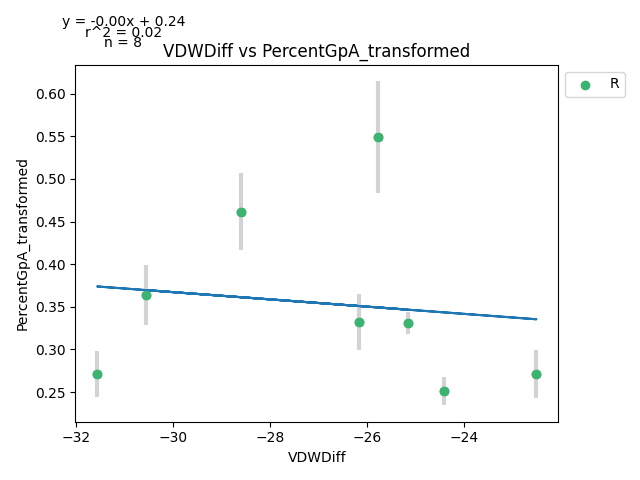 y = -0.00x + 0.24
r^2 = 0.02
n = 8
VDWDiff vs PercentGpA_transformed
R
PercentGpA_transformed
0.60
0.55
0.50
0.45
0.40
0.35
0.30
0.25
−32
−30
−28
−26
−24
VDWDiff